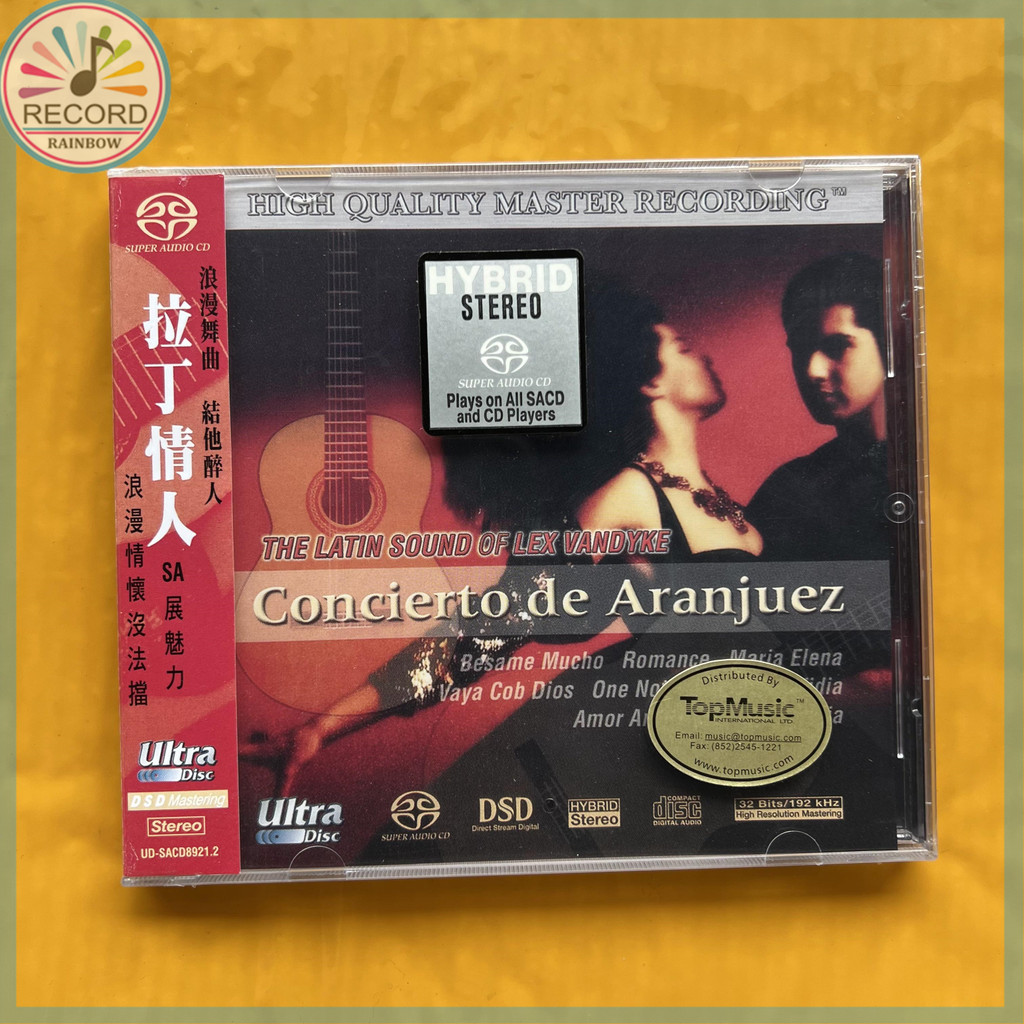 RECORD
RAINBOW
SUPER AUDIO CD
浪漫舞曲 結他醉人
拉丁情人
SA展魅力
浪漫情懷沒法擋
Ultra
Disc
DSD Mastering
Stereo
UD-SACD8921.2
HIGH QUALITY MASTER RECORDING™
HYBRID
STEREO
SUPER AUDIO CD
Plays on All SACD
and CD Players
THE LATIN SOUND OF LEX VANDYKE
Concierto de Aranjuez
Besame Mucho Romance Maria Elena
Vaya Cob Dios One
Amor
Distributed By
TopMusic™
INTERNATIONAL LTD.
Email: music@topmusic.com
Fax: (852)2545-1221
www.topmusic.com
Ultra
Disc
SUPER AUDIO CD
DSD
Direct Stream Digital
HYBRID
Stereo
COMPACT
disc
DIGITAL AUDIO
32 Bits/192 kHz
High Resolution Mastering